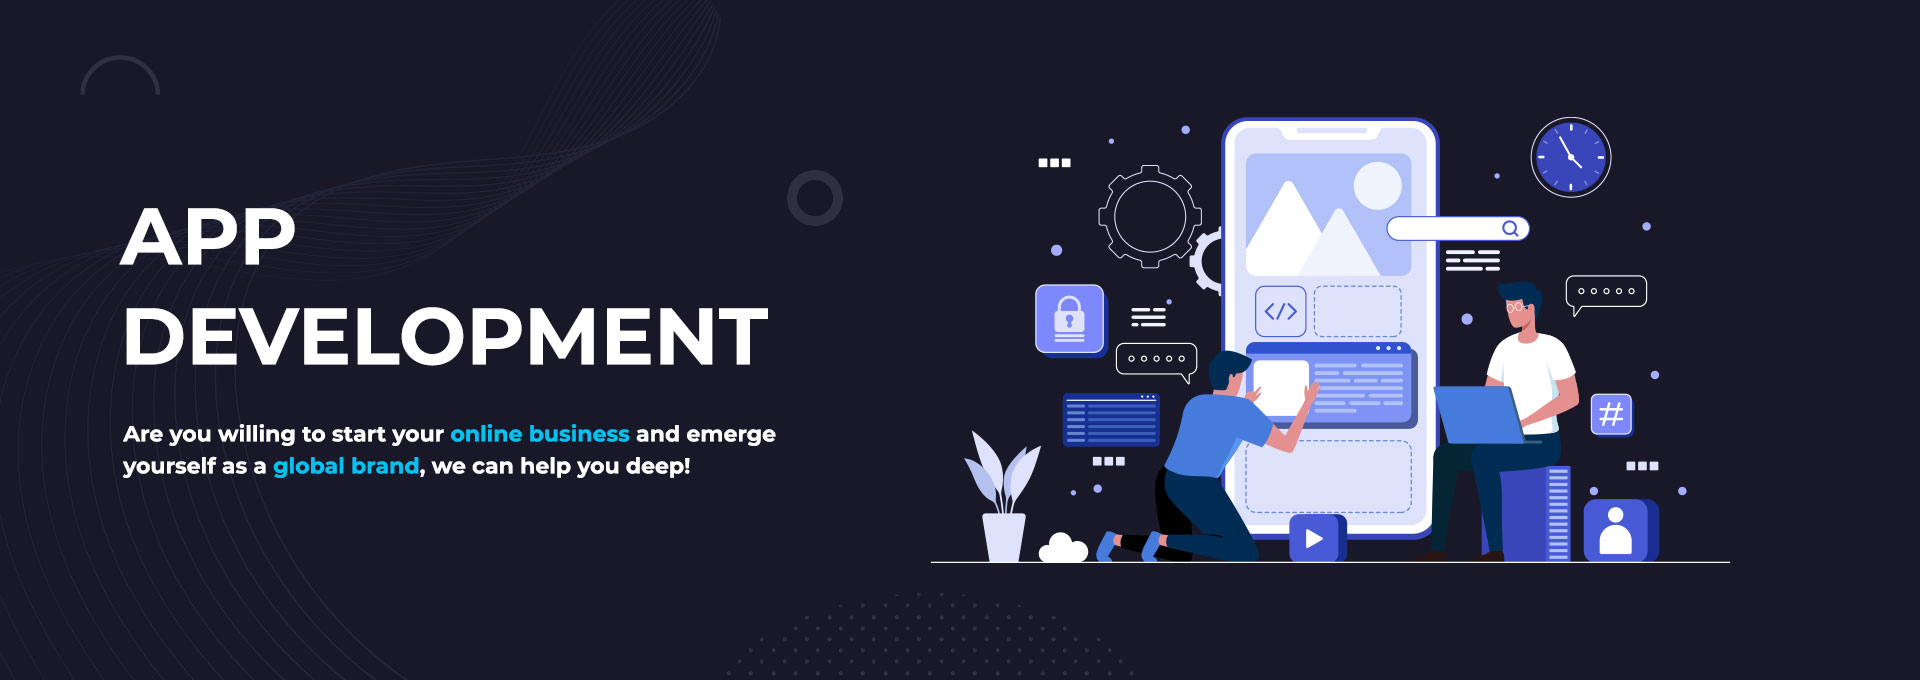 APP
DEVELOPMENT
Are you willing to start your online business and emerge
yourself as a global brand, we can help you deep!
</>
#